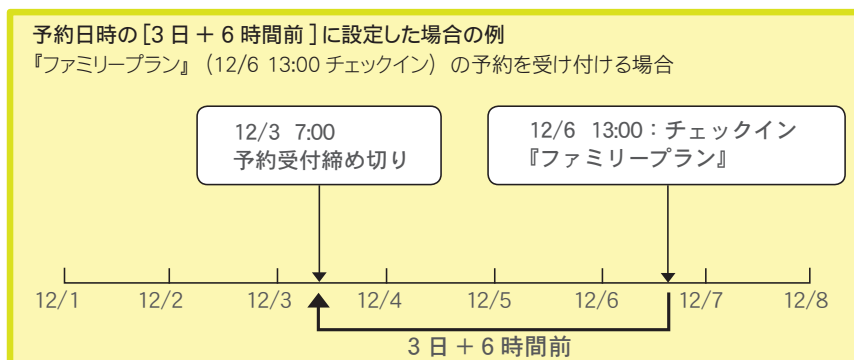 予約日時の[3日+6時間前]に設定した場合の例
『ファミリープラン』(12/6 13:00 チェックイン)の予約を受け付ける場合
12/3 7:00
予約受付締め切り
12/6 13:00:チェックイン
『ファミリープラン』
12/1 12/2 12/3 12/4 12/5 12/6 12/7 12/8
3日+6時間前